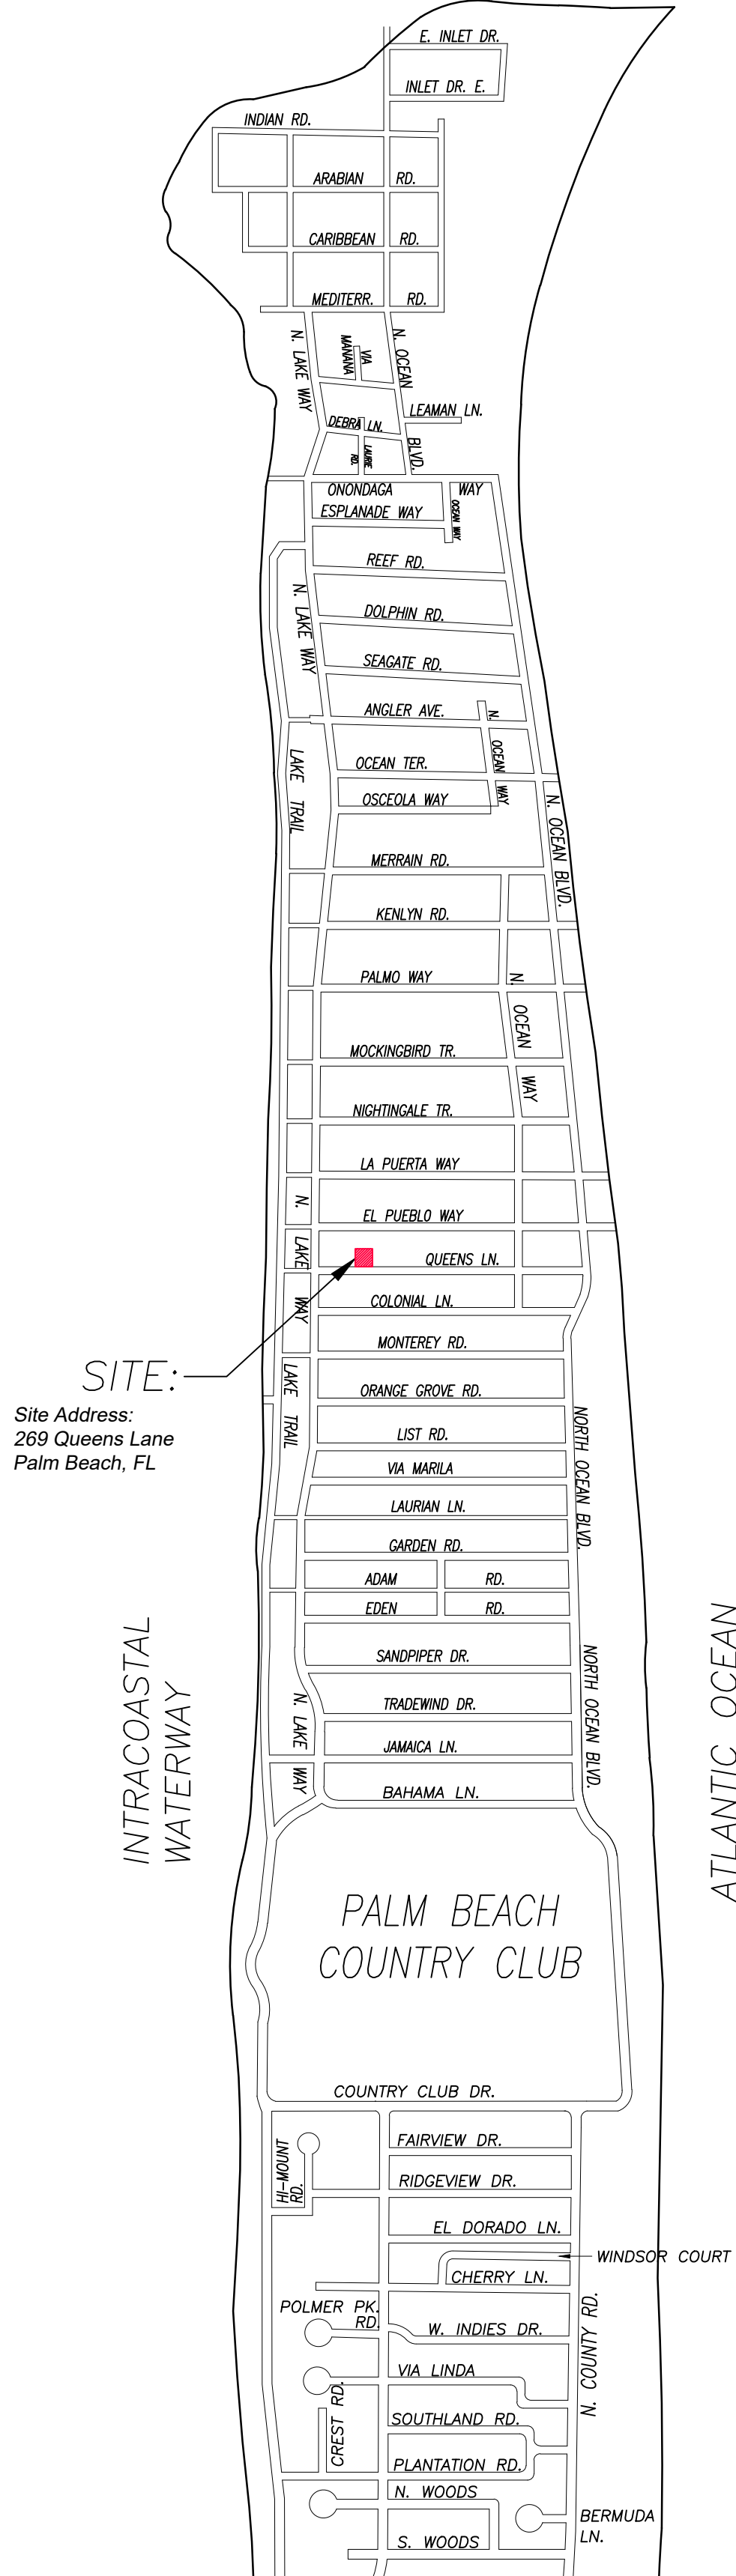 E. INLET DR.
INLET DR. E.
INDIAN RD.
ARABIAN RD.
CARIBBEAN RD.
MEDITERR. RD.
N. LAKE WAY
VIA
MANANA
N. OCEAN BLVD.
LEAMAN LN.
DEBRA LN.
LAURIE
RD.
ONONDAGA WAY
ESPLANADE WAY
OCEAN WAY
REEF RD.
DOLPHIN RD.
N. LAKE WAY
SEAGATE RD.
ANGLER AVE.
N. OCEAN WAY
OCEAN TER.
LAKE TRAIL
OSCEOLA WAY
N. OCEAN BLVD.
MERRAIN RD.
KENLYN RD.
PALMO WAY
N. OCEAN WAY
MOCKINGBIRD TR.
NIGHTINGALE TR.
LA PUERTA WAY
N. LAKE WAY
EL PUEBLO WAY
QUEENS LN.
COLONIAL LN.
MONTEREY RD.
SITE:
Site Address:
269 Queens Lane
Palm Beach, FL
LAKE TRAIL
ORANGE GROVE RD.
NORTH OCEAN BLVD.
LIST RD.
VIA MARILA
LAURIAN LN.
GARDEN RD.
ADAM RD.
EDEN RD.
INTRACOASTAL
WATERWAY
ATLANTIC OCEAN
SANDPIPER DR.
NORTH OCEAN BLVD.
N. LAKE WAY
TRADEWIND DR.
JAMAICA LN.
BAHAMA LN.
PALM BEACH
COUNTRY CLUB
COUNTRY CLUB DR.
HI-MOUNT
RD.
FAIRVIEW DR.
RIDGEVIEW DR.
EL DORADO LN.
WINDSOR COURT
CHERRY LN.
POLMER PK.
RD.
W. INDIES DR.
N. COUNTY RD.
VIA LINDA
CREST RD.
SOUTHLAND RD.
PLANTATION RD.
N. WOODS
BERMUDA
LN.
S. WOODS